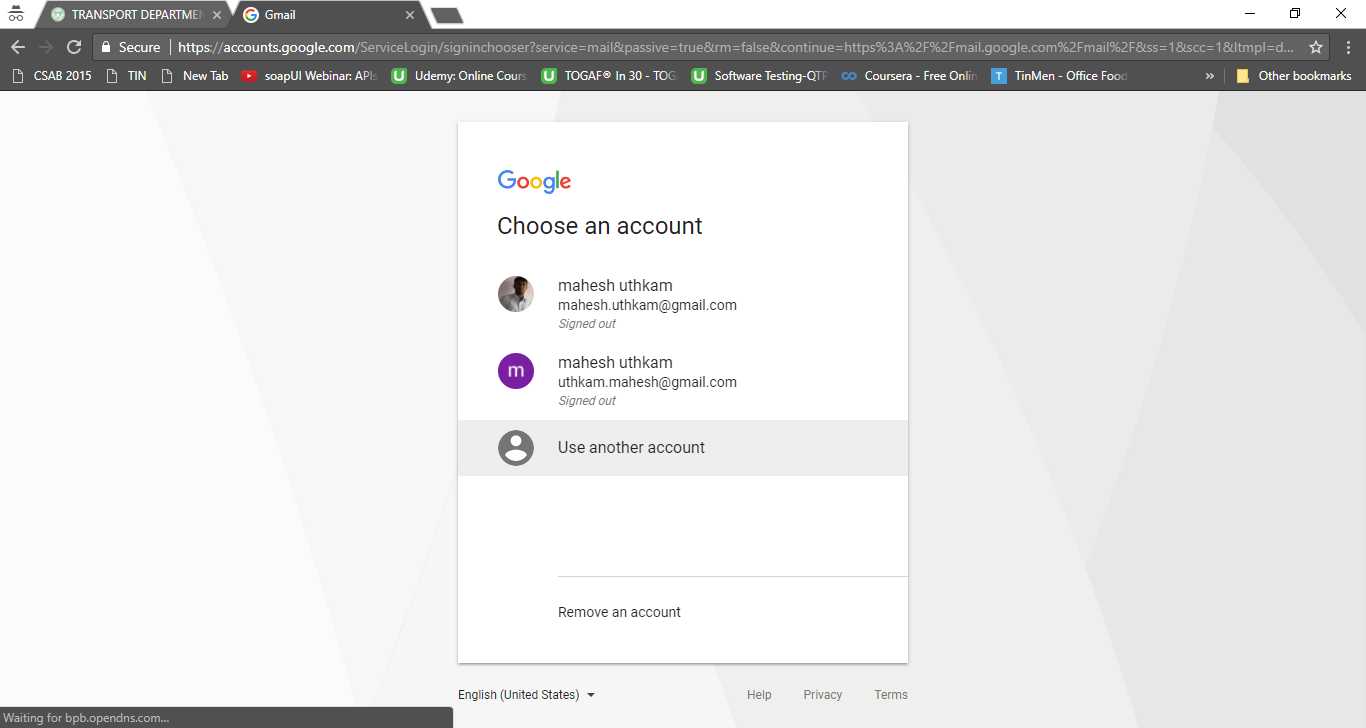 TRANSPORT DEPARTMEN
Gmail
Secure
https://accounts.google.com/ServiceLogin/signinchooser?service=mail&passive=true&rm=false&continue=https%3A%2F%2Fmail.google.com%2Fmail%2F&ss=1&scc=1&ltmpl=d...
CSAB 2015
TIN
New Tab
soapUI Webinar: APIs
Udemy: Online Cours
TOGAF® In 30 - TOG
Software Testing-QTP
Coursera - Free Onlin
T
TinMen - Office Food
»
Other bookmarks
Google
Choose an account
mahesh uthkam
mahesh.uthkam@gmail.com
Signed out
m
mahesh uthkam
uthkam.mahesh@gmail.com
Signed out
Use another account
Remove an account
English (United States)
Help
Privacy
Terms
Waiting for bpb.opendns.com...